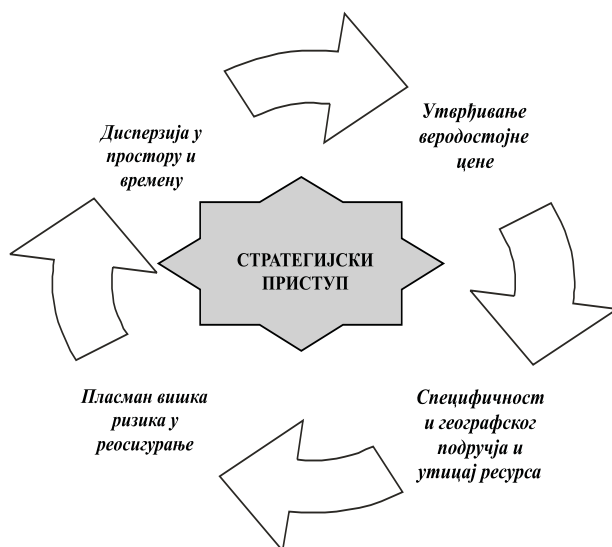 Дисперзија у
простору и
времену
Утврђивање
веродостојне
цене
СТРАТЕГИЈСКИ
ПРИСТУП
Пласман вишка
ризика у
реосигурање
Специфичност
и географског
подручја и
утицај ресурса